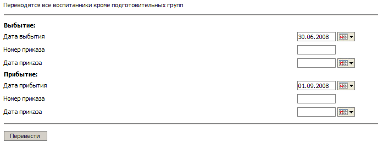 Переводятся все воспитанники кроме подготовительных групп
Выбытие:
Дата выбытия 30.06.2008
Номер приказа
Дата приказа
Прибытие:
Дата прибытия 01.09.2008
Номер приказа
Дата приказа
Перевести